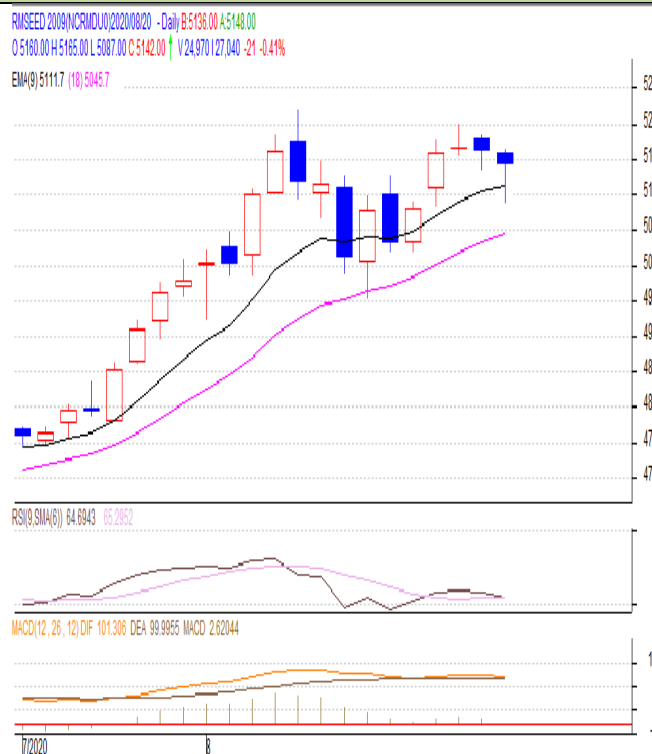 RMSEED 2009(NCRMDU0)2020/08/20 - Daily B:5136.00 A:5148.00
O 5160.00 H 5165.00 L 5087.00 C 5142.00 V 24,970 I 27,040 -21 -0.41%
EMA(9) 5111.7 (18) 5045.7
52
52
51
51
50
50
49
49
48
48
47
47
RSI(9,SMA(6)) 64.6943 65.2952
MACD(12, 26, 12) DIF 101.306 DEA 99.9955 MACD 2.62044
1
7/2020 8